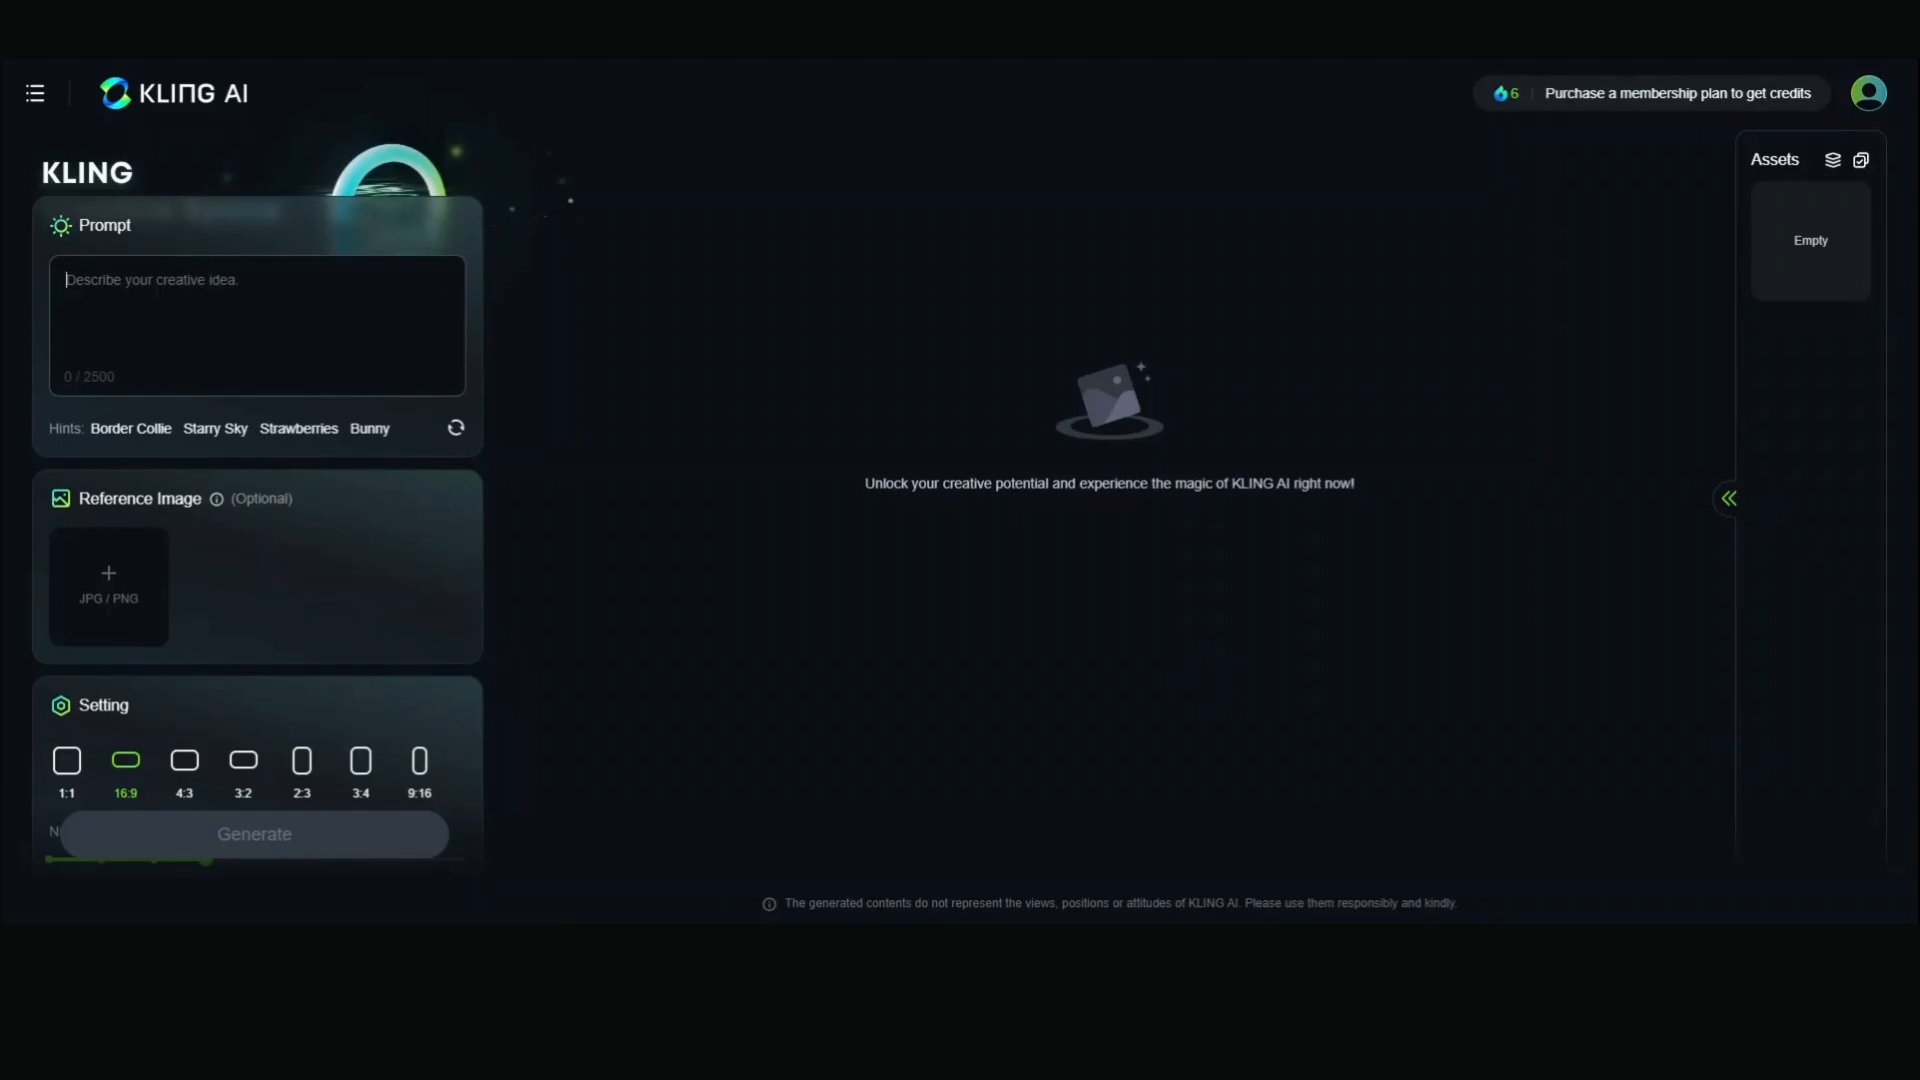 KLING AI
6
Purchase a membership plan to get credits
KLING
Prompt
Describe your creative idea.
0 / 2500
Hints: Border Collie Starry Sky Strawberries Bunny
Reference Image (Optional)
JPG / PNG
Setting
1:1 16:9 4:3 3:2 2:3 3:4 9:16
Generate
Unlock your creative potential and experience the magic of KLING AI right now!
Assets
Empty
The generated contents do not represent the views, positions or attitudes of KLING AI. Please use them responsibly and kindly.